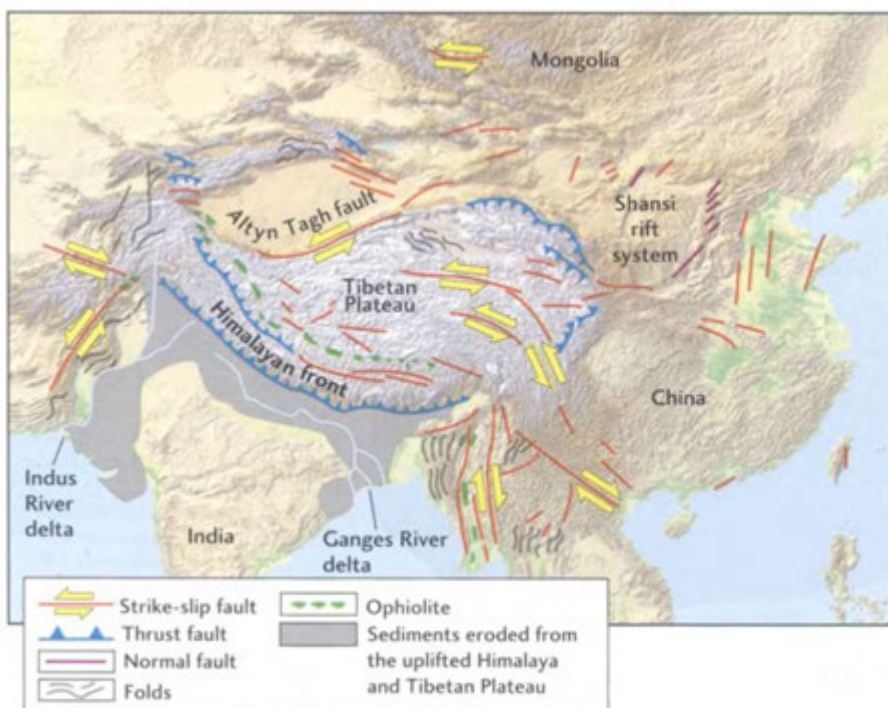 Mongolia
Altyn Tagh fault
Shansi
rift
system
Tibetan
Plateau
Himalayan front
China
Indus
River
delta
India
Ganges River
delta
Strike-slip fault
Thrust fault
Normal fault
Folds
Ophiolite
Sediments eroded from
the uplifted Himalaya
and Tibetan Plateau